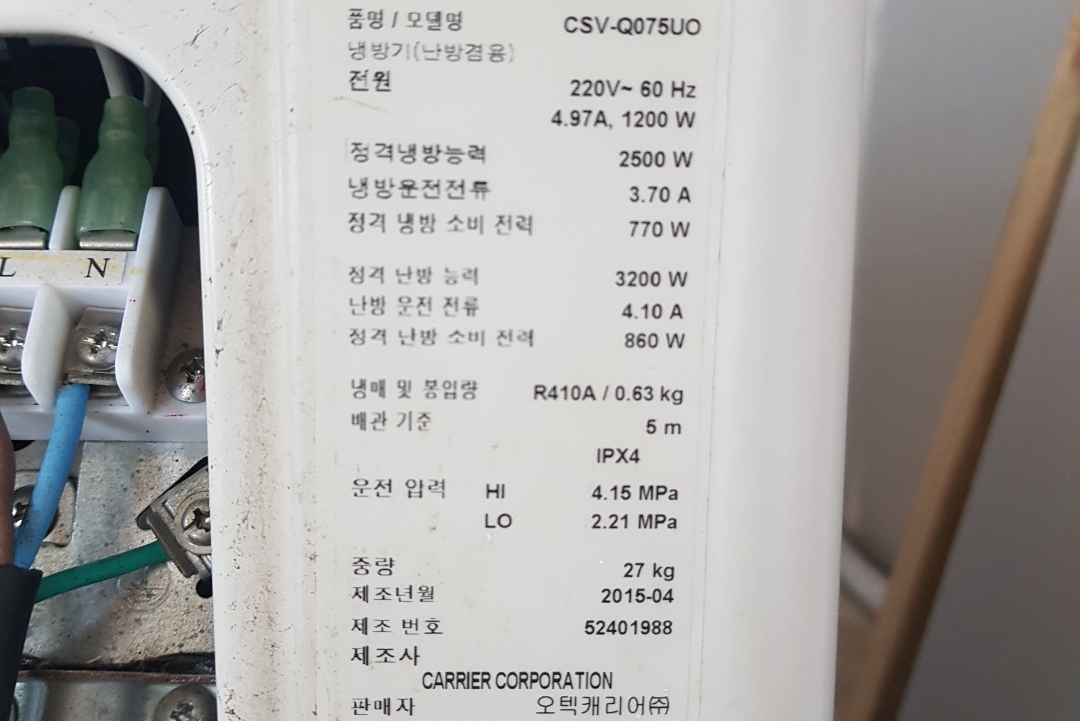 품명 / 모델명 CSV-Q075UO
냉방기(난방겸용)
전원 220V~ 60 Hz
4.97A, 1200 W
정격냉방능력 2500 W
냉방운전전류 3.70 A
정격 냉방 소비 전력 770 W
L N
정격 난방 능력 3200 W
난방 운전 전류 4.10 A
정격 난방 소비 전력 860 W
냉매 및 봉입량 R410A / 0.63 kg
배관 기준 5 m
IPX4
운전 압력 HI 4.15 MPa
LO 2.21 MPa
중량 27 kg
제조년월 2015-04
제조 번호 52401988
제조사
CARRIER CORPORATION
판매자 오텍캐리어㈜